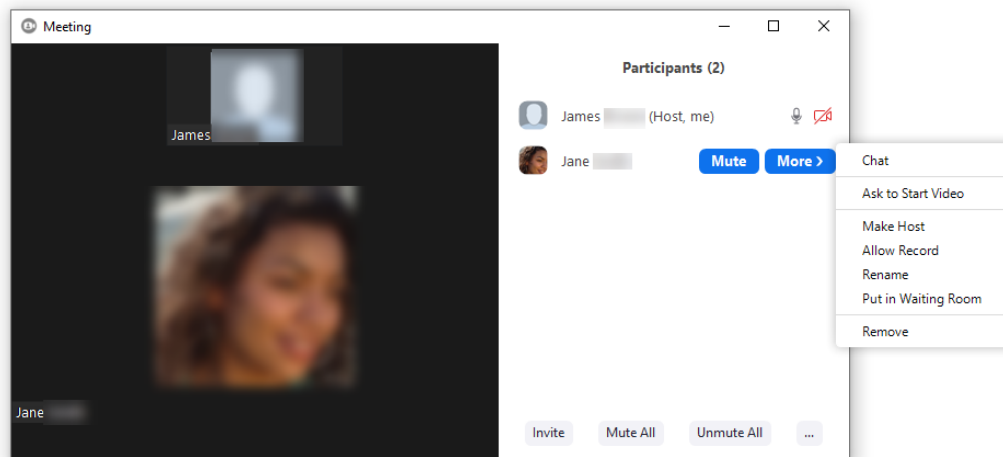 Meeting
James
Jane
Participants (2)
James (Host, me)
Jane Mute More >
Chat
Ask to Start Video
Make Host
Allow Record
Rename
Put in Waiting Room
Remove
Invite Mute All Unmute All ...